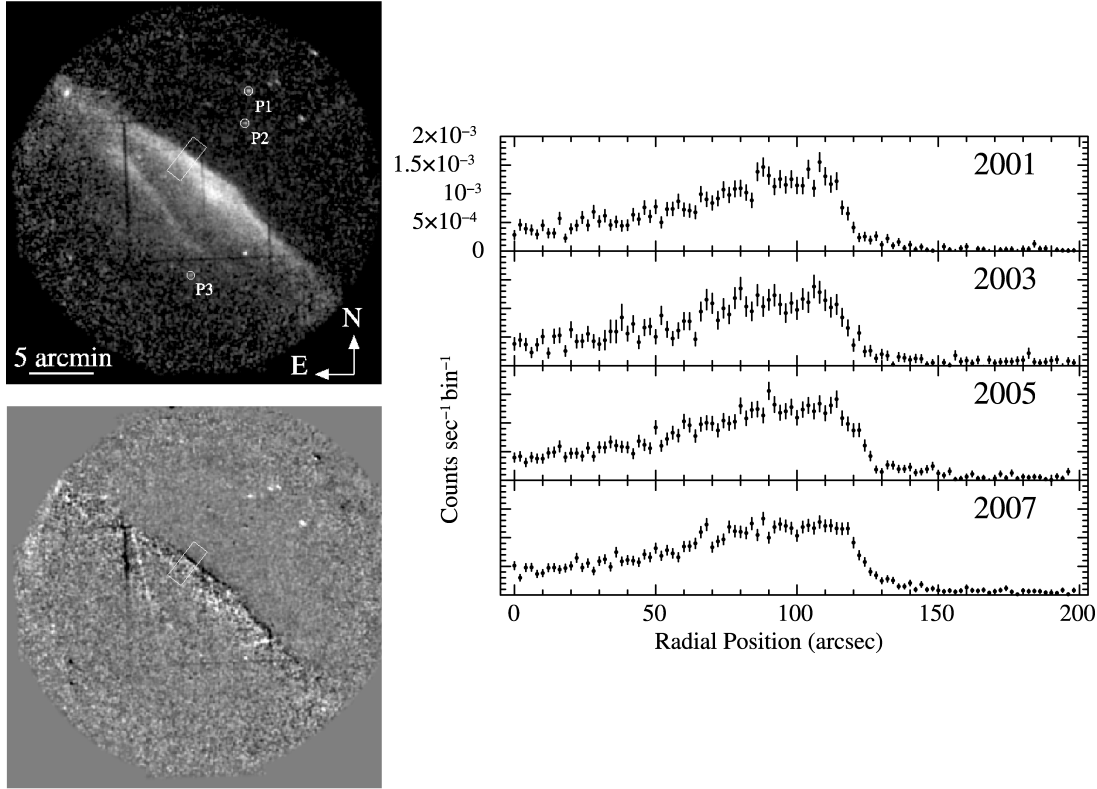 P1
P2
P3
5 arcmin
N
E
2×10⁻³
1.5×10⁻³
10⁻³
5×10⁻⁴
0
2001
2003
2005
2007
Counts sec⁻¹ bin⁻¹
0 50 100 150 200
Radial Position (arcsec)